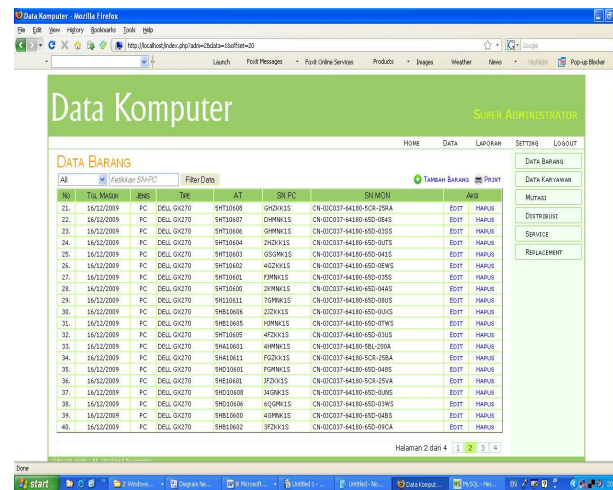 Data Komputer - Mozilla Firefox
File Edit View History Bookmarks Tools Help
http://localhost/index.php?adm=2&data=1&offset=20
Google
Launch Foxit Messages Foxit Online Services Products Images Weather News Highlight Pop-up Blocker
Data Komputer
SUPER ADMINISTRATOR
HOME DATA LAPORAN SETTING LOGOUT
DATA BARANG
All Ketikkan SN-PC Filter Data
TAMBAH BARANG PRINT
NO TGL MASUK JENIS TIPE AT SN PC SN MON AKSI
21. 16/12/2009 PC DELL GX270 5HT10608 GHZKK1S CN-0JC037-64180-5CR-25RA EDIT HAPUS
22. 16/12/2009 PC DELL GX270 5HT10607 DHMNK1S CN-0JC037-64180-65D-0E4S EDIT HAPUS
23. 16/12/2009 PC DELL GX270 5HT10606 GHMNK1S CN-0JC037-64180-65D-03SS EDIT HAPUS
24. 16/12/2009 PC DELL GX270 5HT10604 2HZKK1S CN-0JC037-64180-65D-0UTS EDIT HAPUS
25. 16/12/2009 PC DELL GX270 5HT10603 GSGMK1S CN-0JC037-64180-65D-041S EDIT HAPUS
26. 16/12/2009 PC DELL GX270 5HT10602 4GZKK1S CN-0JC037-64180-65D-0EWS EDIT HAPUS
27. 16/12/2009 PC DELL GX270 5HT10601 FJMNK1S CN-0JC037-64180-65D-035S EDIT HAPUS
28. 16/12/2009 PC DELL GX270 5HT10600 2KMNK1S CN-0JC037-64180-65D-04AS EDIT HAPUS
29. 16/12/2009 PC DELL GX270 5H110611 7GMNK1S CN-0JC037-64180-65D-08US EDIT HAPUS
30. 16/12/2009 PC DELL GX270 5HB10606 2JZKK1S CN-0JC037-64180-65D-0UXS EDIT HAPUS
31. 16/12/2009 PC DELL GX270 5HB10605 HJMNK1S CN-0JC037-64180-65D-0TWS EDIT HAPUS
32. 16/12/2009 PC DELL GX270 5HT10605 4FZKK1S CN-0JC037-64180-65D-03US EDIT HAPUS
33. 16/12/2009 PC DELL GX270 5HA10601 4HMNK1S CN-0JC037-64180-5BL-200A EDIT HAPUS
34. 16/12/2009 PC DELL GX270 5HA10611 FGZKK1S CN-0JC037-64180-5CR-25BA EDIT HAPUS
35. 16/12/2009 PC DELL GX270 5HD10601 FGMNK1S CN-0JC037-64180-65D-048S EDIT HAPUS
36. 16/12/2009 PC DELL GX270 5HE10601 JFZKK1S CN-0JC037-64180-5CR-25VA EDIT HAPUS
37. 16/12/2009 PC DELL GX270 5HD10608 J4GNK1S CN-0JC037-64180-65D-0UNS EDIT HAPUS
38. 16/12/2009 PC DELL GX270 5HD10606 6QGMK1S CN-0JC037-64180-65D-03WS EDIT HAPUS
39. 16/12/2009 PC DELL GX270 5HB10600 4GMNK1S CN-0JC037-64180-65D-04BS EDIT HAPUS
40. 16/12/2009 PC DELL GX270 5HB10602 3FZKK1S CN-0JC037-64180-65D-09CA EDIT HAPUS
Halaman 2 dari 4 1 2 3 4
DATA BARANG
DATA KARYAWAN
MUTASI
DISTRIBUSI
SERVICE
REPLACEMENT
Done
start 2 Windows... Diagram Ne... 8 Microsoft... Untitled 1 - ... Untitled - No... Data Komput... MySQL - Hei... EN